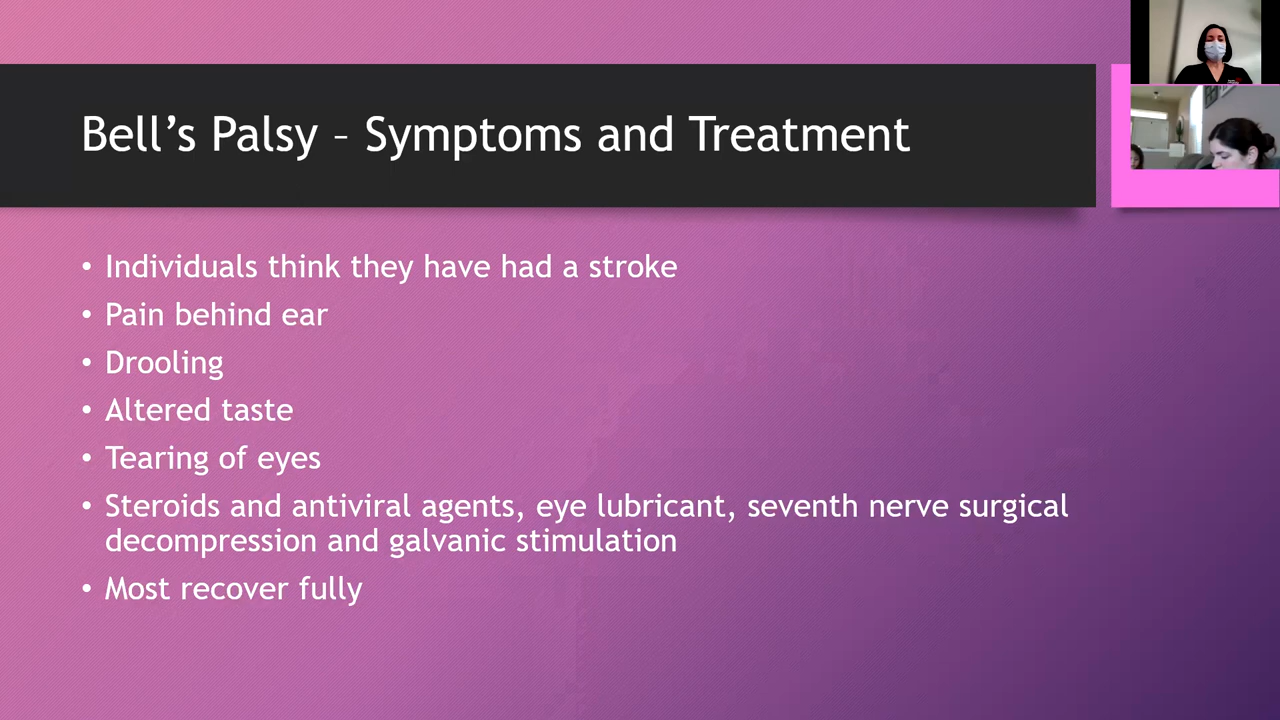 Bell’s Palsy – Symptoms and Treatment
• Individuals think they have had a stroke
• Pain behind ear
• Drooling
• Altered taste
• Tearing of eyes
• Steroids and antiviral agents, eye lubricant, seventh nerve surgical
decompression and galvanic stimulation
• Most recover fully